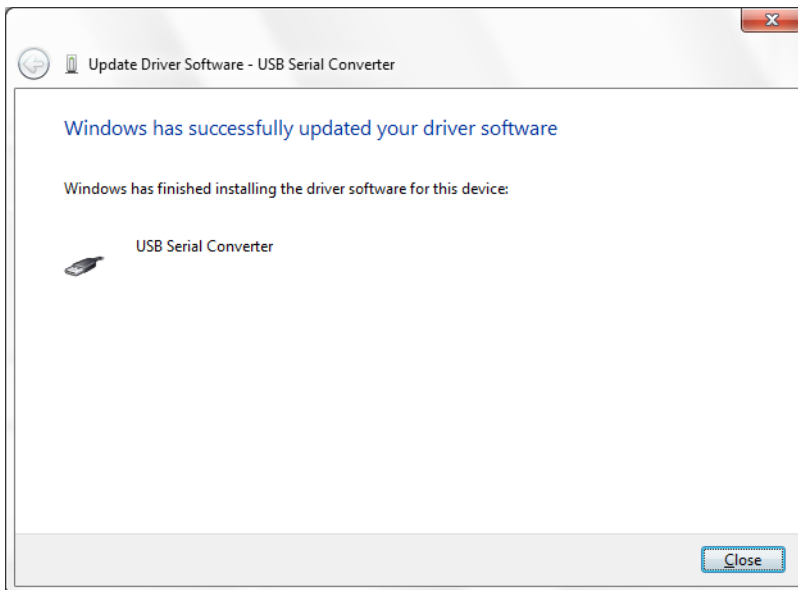 Update Driver Software - USB Serial Converter
Windows has successfully updated your driver software
Windows has finished installing the driver software for this device:
USB Serial Converter
Close